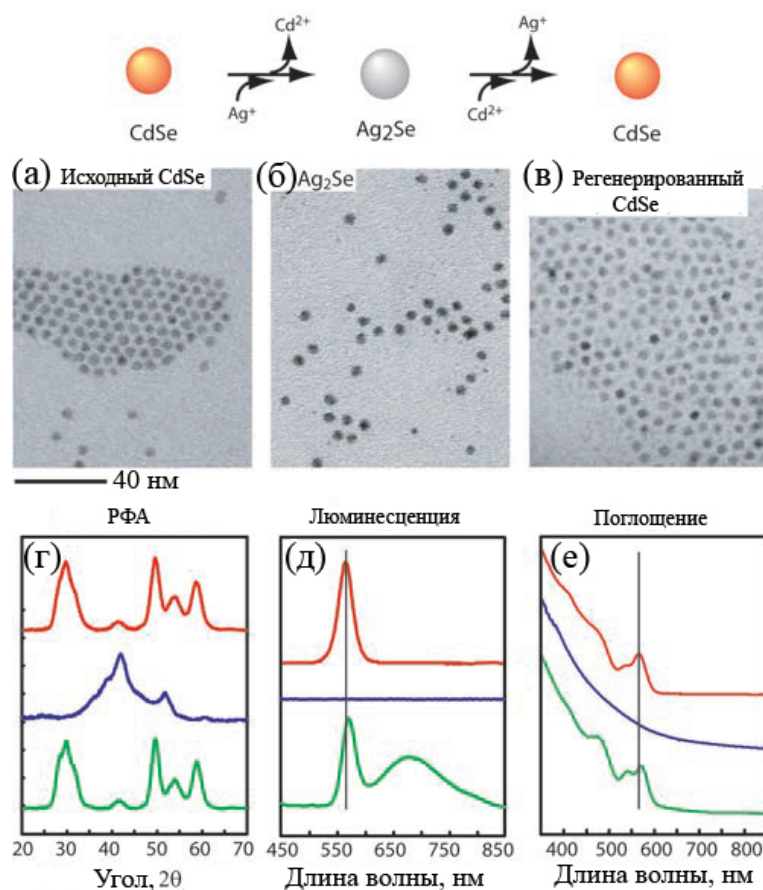 Cd2+
Ag+
Ag+
Cd2+
CdSe
Ag2Se
CdSe
(а) Исходный CdSe
(б) Ag2Se
(в) Регенерированный
CdSe
40 нм
РФА
Люминесценция
Поглощение
(г)
(д)
(е)
20 30 40 50 60 70
450 550 650 750 850
400 500 600 700 800
Угол, 2θ
Длина волны, нм
Длина волны, нм